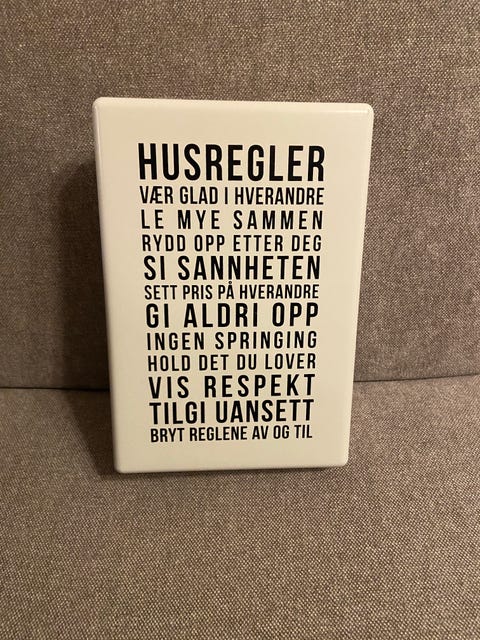 HUSREGLER
VÆR GLAD I HVERANDRE
LE MYE SAMMEN
RYDD OPP ETTER DEG
SI SANNHETEN
SETT PRIS PÅ HVERANDRE
GI ALDRI OPP
INGEN SPRINGING
HOLD DET DU LOVER
VIS RESPEKT
TILGI UANSETT
BRYT REGLENE AV OG TIL